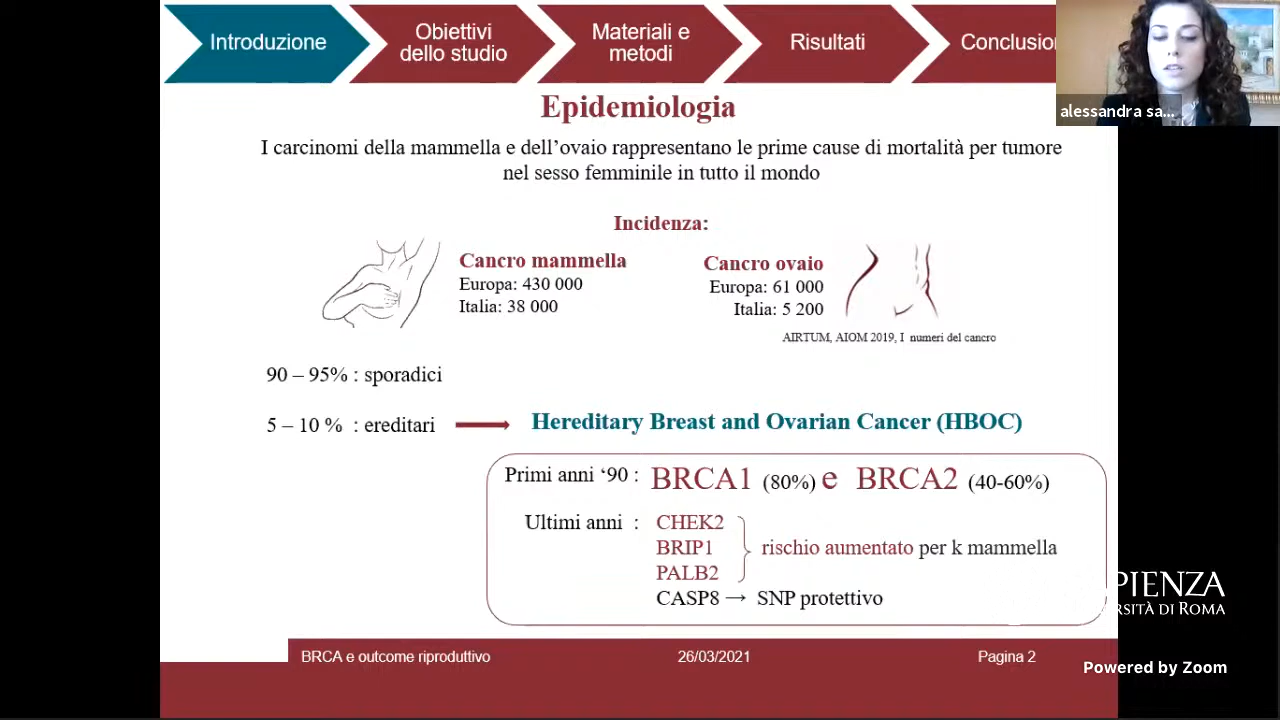 Introduzione
Obiettivi
dello studio
Materiali e
metodi
Risultati
Conclusion
alessandra sa...
Epidemiologia
I carcinomi della mammella e dell'ovaio rappresentano le prime cause di mortalità per tumore
nel sesso femminile in tutto il mondo
Incidenza:
Cancro mammella
Europa: 430 000
Italia: 38 000
Cancro ovaio
Europa: 61 000
Italia: 5 200
AIRTUM, AIOM 2019, I numeri del cancro
90 – 95% : sporadici
5 – 10 % : ereditari
Hereditary Breast and Ovarian Cancer (HBOC)
Primi anni ‘90 : BRCA1 (80%) e BRCA2 (40-60%)
Ultimi anni : CHEK2
BRIP1
rischio aumentato per k mammella
PALB2
CASP8 → SNP protettivo
PIENZA
RSITÀ DI ROMA
BRCA e outcome riproduttivo
26/03/2021
Pagina 2
Powered by Zoom